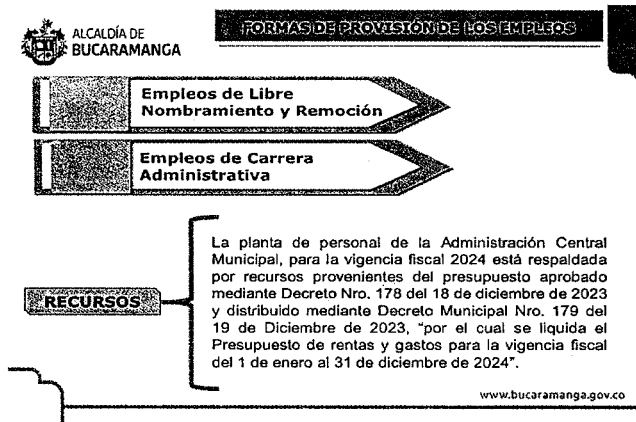 ALCALDÍA DE
BUCARAMANGA
FORMAS DE PROVISIÓN DE LOS EMPLEOS
Empleos de Libre
Nombramiento y Remoción
Empleos de Carrera
Administrativa
RECURSOS
La planta de personal de la Administración Central
Municipal, para la vigencia fiscal 2024 está respaldada
por recursos provenientes del presupuesto aprobado
mediante Decreto Nro. 178 del 18 de diciembre de 2023
y distribuido mediante Decreto Municipal Nro. 179 del
19 de Diciembre de 2023, "por el cual se liquida el
Presupuesto de rentas y gastos para la vigencia fiscal
del 1 de enero al 31 de diciembre de 2024".
www.bucaramanga.gov.co